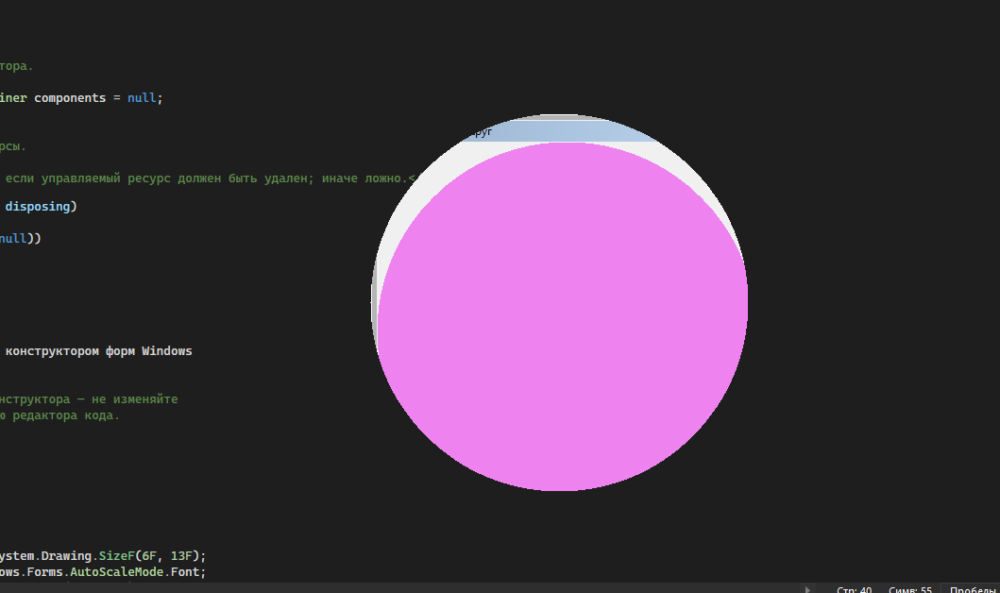 тора.
iner components = null;
руг
рсы.
если управляемый ресурс должен быть удален; иначе ложно.<
disposing)
null))
конструктором форм Windows
нструктора – не изменяйте
ю редактора кода.
ystem.Drawing.SizeF(6F, 13F);
ows.Forms.AutoScaleMode.Font;
Стр: 40 Симв: 55 Пробелы